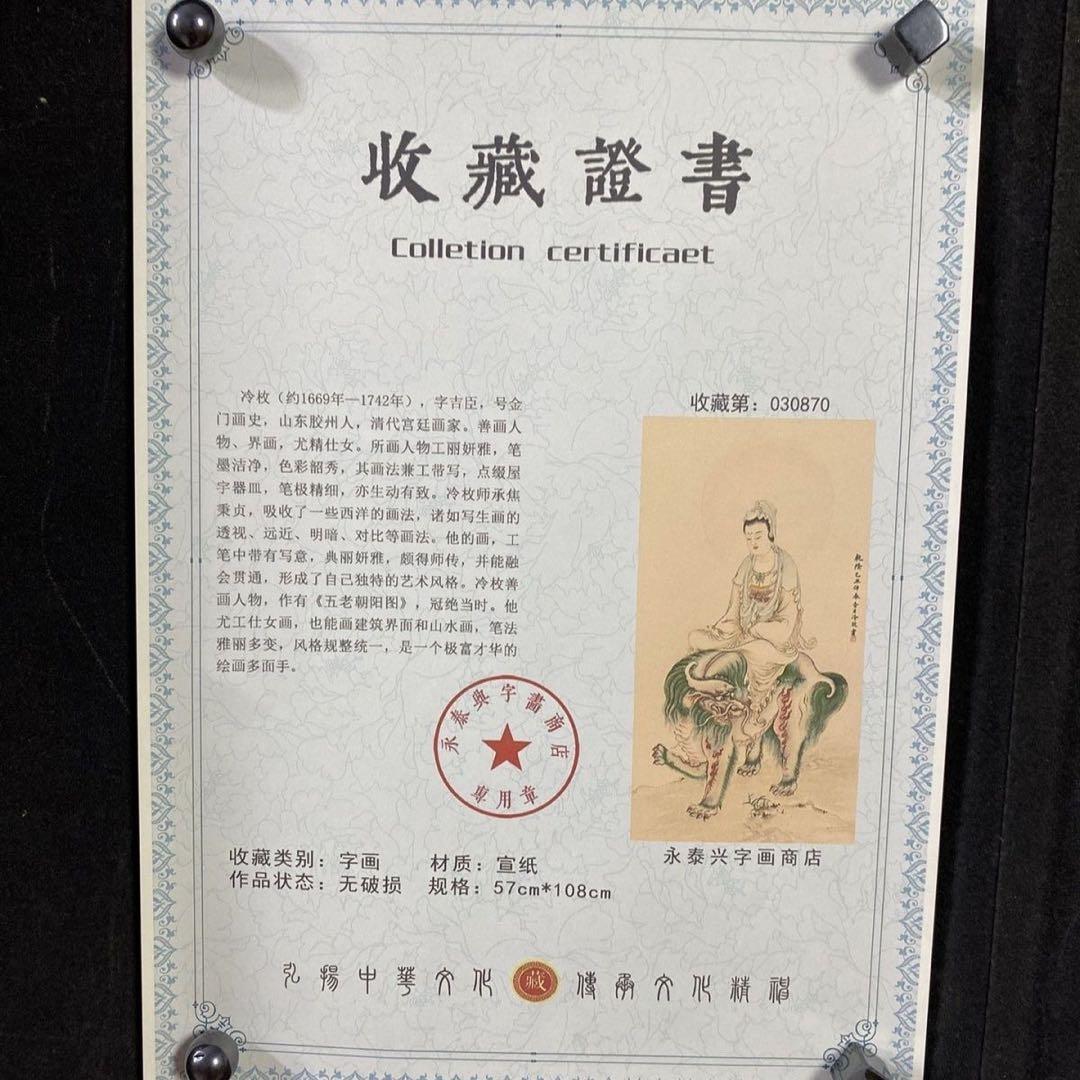 收藏證書
Colletion certificaet
冷枚（约1669年—1742年），字吉臣，号金
门画史，山东胶州人，清代宫廷画家。善画人
物、界画，尤精仕女。所画人物工丽妍雅，笔
墨洁净，色彩韶秀，其画法兼工带写，点缀屋
宇器皿，笔极精细，亦生动有致。冷枚师承焦
秉贞，吸收了一些西洋的画法，诸如写生画的
透视、远近、明暗、对比等画法。他的画，工
笔中带有写意，典丽妍雅，颇得师传，并能融
会贯通，形成了自己独特的艺术风格。冷枚善
画人物，作有《五老朝阳图》，冠绝当时。他
尤工仕女画，也能画建筑界面和山水画，笔法
雅丽多变，风格规整统一，是一个极富才华的
绘画多面手。
收藏第：030870
永泰兴字画商店
永泰興字畵商店
專用章
收藏类别：字画 材质：宣纸
作品状态：无破损 规格：57cm*108cm
弘揚中華文化 藏 傳承文化精神